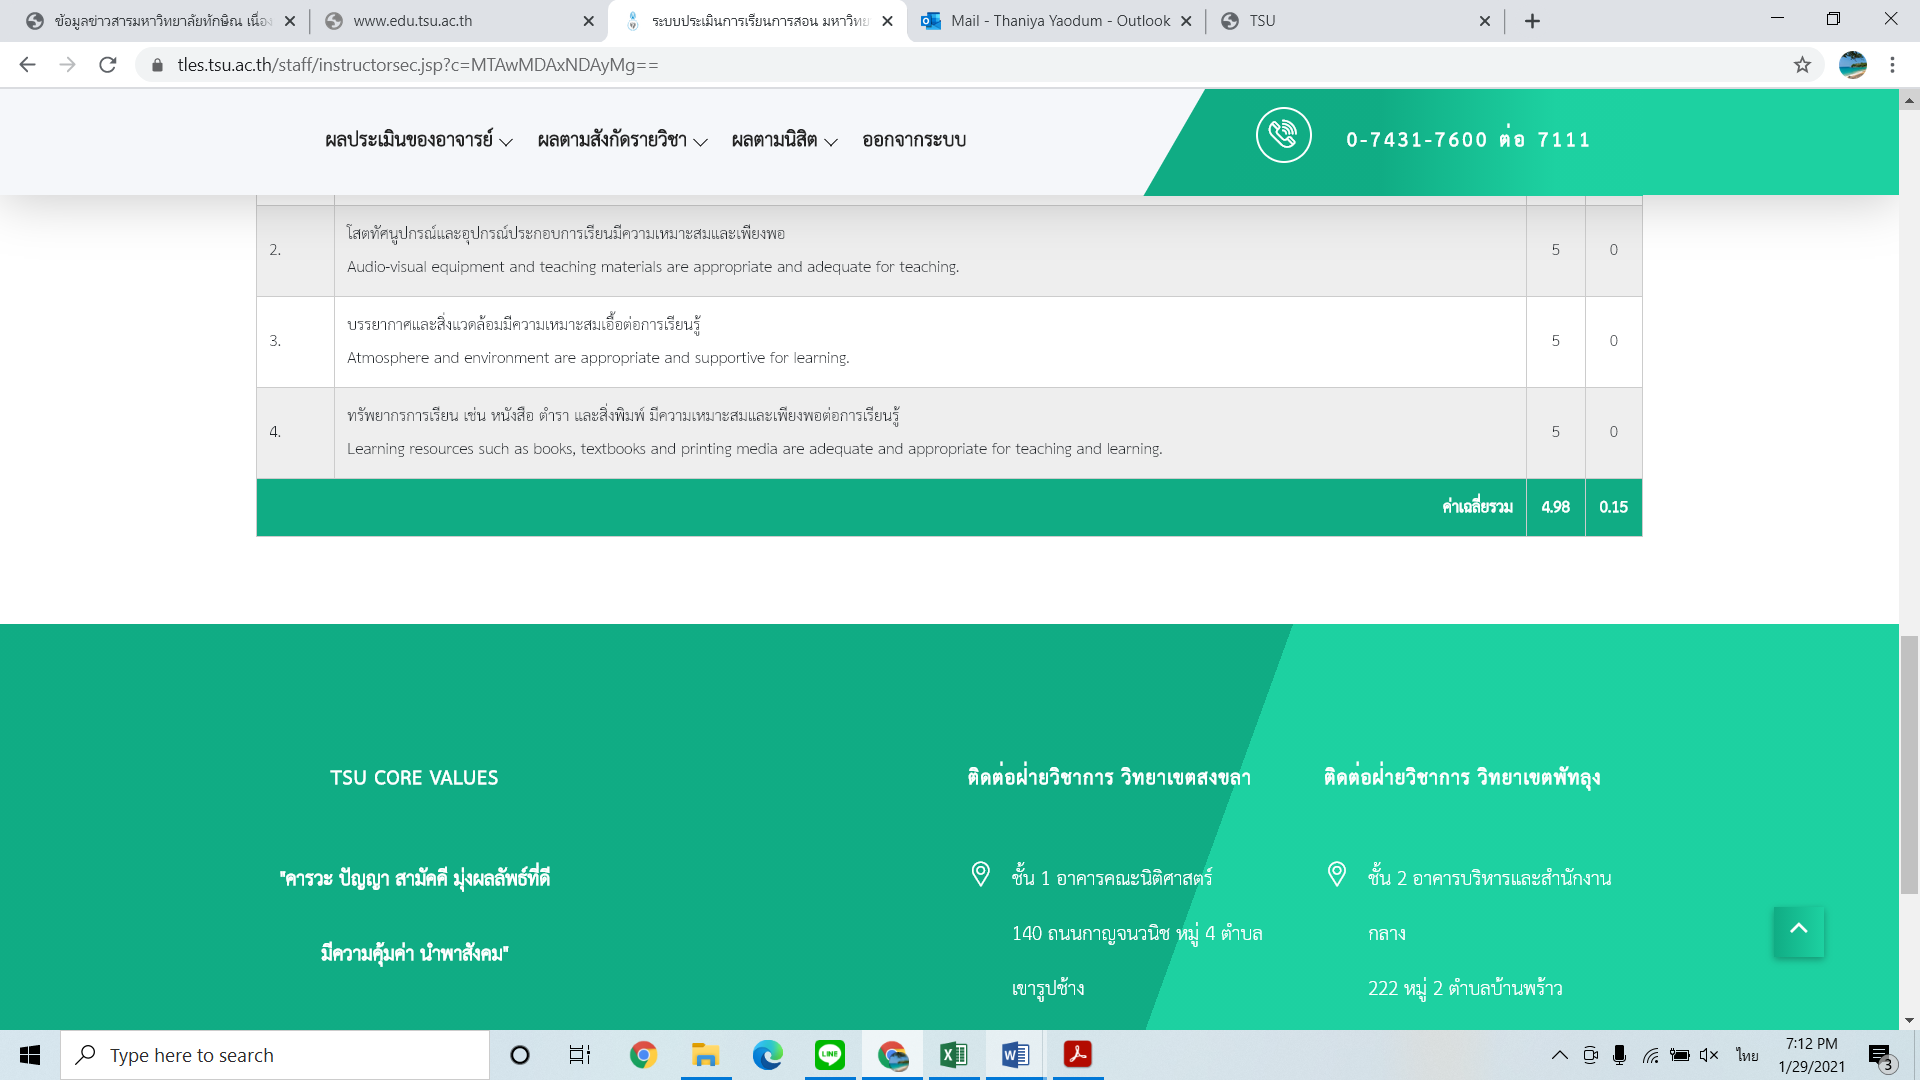 ข้อมูลข่าวสารมหาวิทยาลัยทักษิณ เนื่อง
www.edu.tsu.ac.th
ระบบประเมินการเรียนการสอน มหาวิทย
Mail - Thaniya Yaodum - Outlook
TSU
tles.tsu.ac.th/staff/instructorsec.jsp?c=MTAwMDAxNDAyMg==
ผลประเมินของอาจารย์ ผลตามสังกัดรายวิชา ผลตามนิสิต ออกจากระบบ
0-7431-7600 ต่อ 7111
โสตทัศนูปกรณ์และอุปกรณ์ประกอบการเรียนมีความเหมาะสมและเพียงพอ
2. 5 0
Audio-visual equipment and teaching materials are appropriate and adequate for teaching.
บรรยากาศและสิ่งแวดล้อมมีความเหมาะสมเอื้อต่อการเรียนรู้
3. 5 0
Atmosphere and environment are appropriate and supportive for learning.
ทรัพยากรการเรียน เช่น หนังสือ ตำรา และสิ่งพิมพ์ มีความเหมาะสมและเพียงพอต่อการเรียนรู้
4. 5 0
Learning resources such as books, textbooks and printing media are adequate and appropriate for teaching and learning.
ค่าเฉลี่ยรวม 4.98 0.15
TSU CORE VALUES
"คารวะ ปัญญา สามัคคี มุ่งผลลัพธ์ที่ดี
มีความคุ้มค่า นำพาสังคม"
ติดต่อฝ่ายวิชาการ วิทยาเขตสงขลา
ชั้น 1 อาคารคณะนิติศาสตร์
140 ถนนกาญจนวนิช หมู่ 4 ตำบล
เขารูปช้าง
ติดต่อฝ่ายวิชาการ วิทยาเขตพัทลุง
ชั้น 2 อาคารบริหารและสำนักงาน
กลาง
222 หมู่ 2 ตำบลบ้านพร้าว
Type here to search
LINE
ไทย
7:12 PM
1/29/2021
3